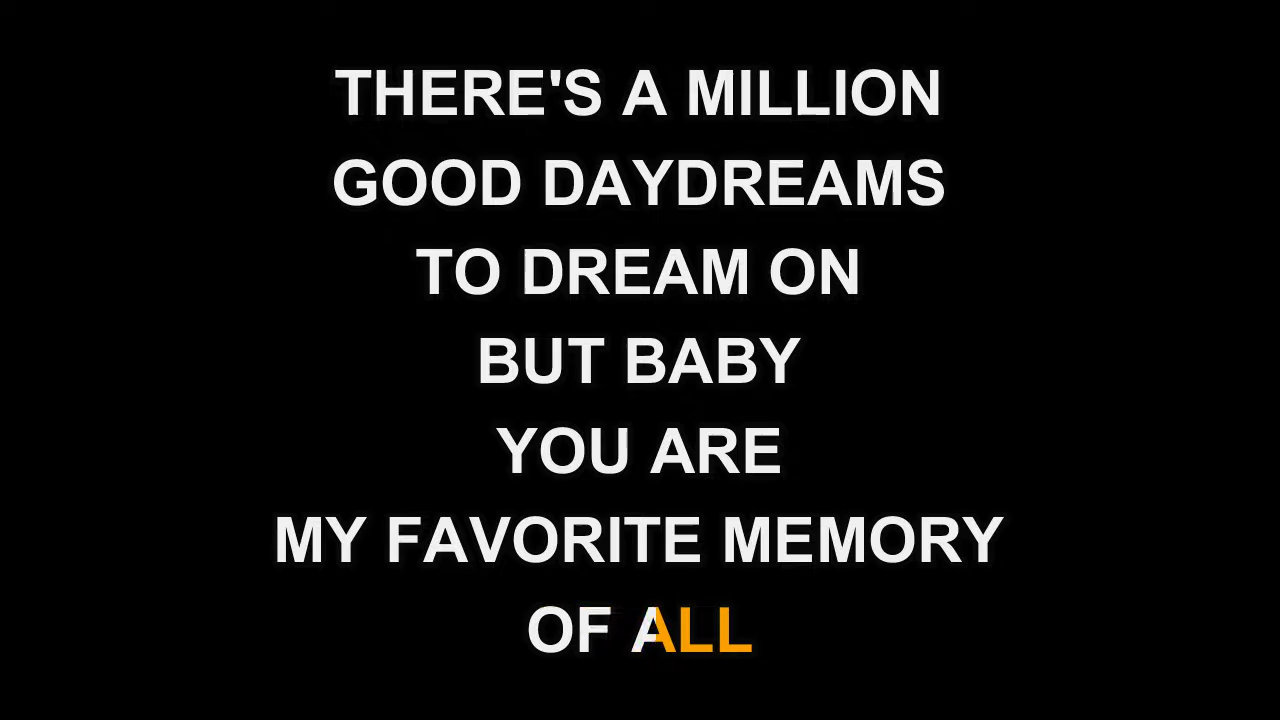 THERE'S A MILLION
GOOD DAYDREAMS
TO DREAM ON
BUT BABY
YOU ARE
MY FAVORITE MEMORY
OF ALL